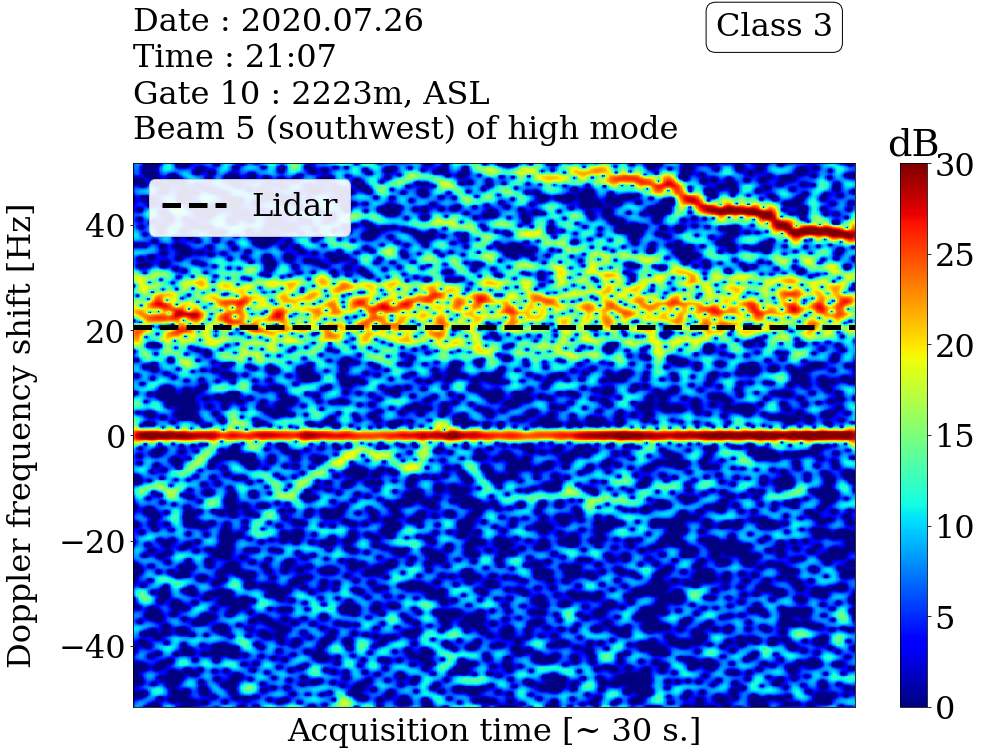 Date : 2020.07.26
Time : 21:07
Gate 10 : 2223m, ASL
Beam 5 (southwest) of high mode
Class 3
dB
Lidar
Doppler frequency shift [Hz]
40
20
0
−20
−40
30
25
20
15
10
5
0
Acquisition time [~ 30 s.]